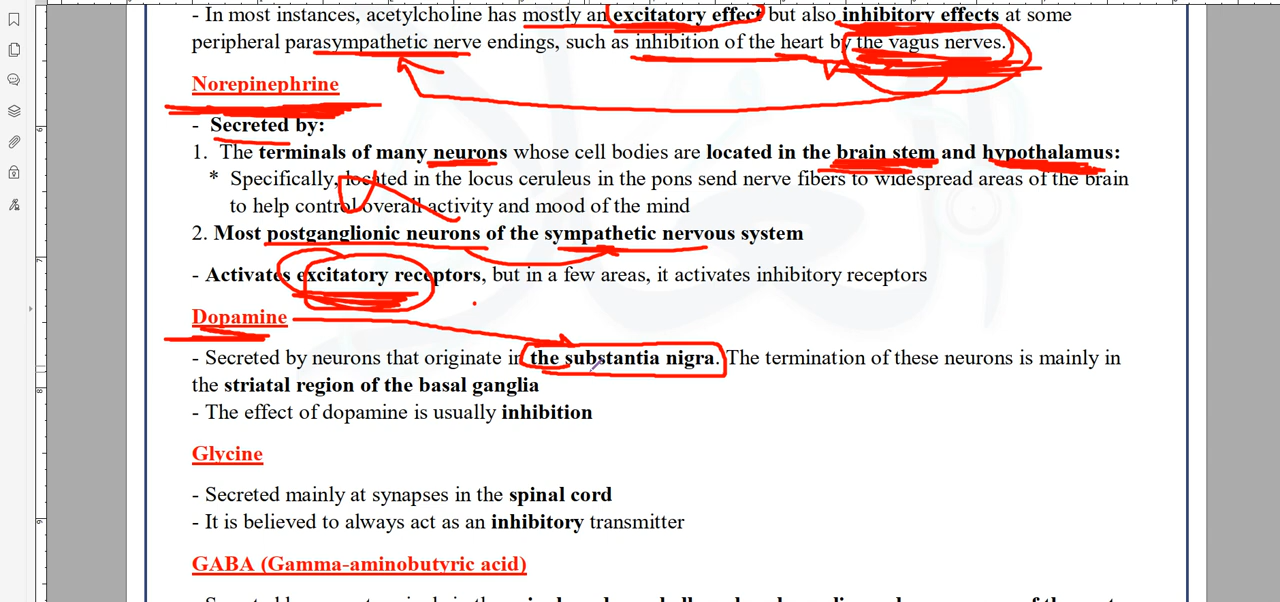 - In most instances, acetylcholine has mostly an excitatory effect but also inhibitory effects at some
peripheral parasympathetic nerve endings, such as inhibition of the heart by the vagus nerves.
Norepinephrine
- Secreted by:
1. The terminals of many neurons whose cell bodies are located in the brain stem and hypothalamus:
* Specifically, located in the locus ceruleus in the pons send nerve fibers to widespread areas of the brain
to help control overall activity and mood of the mind
2. Most postganglionic neurons of the sympathetic nervous system
- Activates excitatory receptors, but in a few areas, it activates inhibitory receptors
Dopamine
- Secreted by neurons that originate in the substantia nigra. The termination of these neurons is mainly in
the striatal region of the basal ganglia
- The effect of dopamine is usually inhibition
Glycine
- Secreted mainly at synapses in the spinal cord
- It is believed to always act as an inhibitory transmitter
GABA (Gamma-aminobutyric acid)